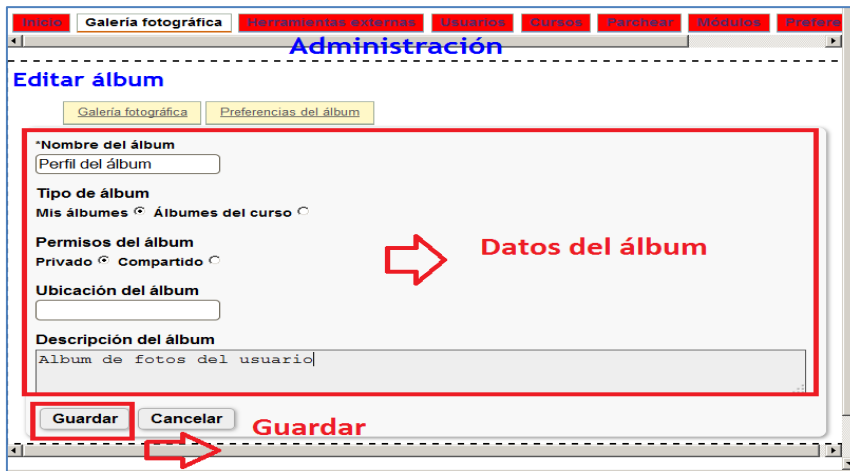 Inicio Galería fotográfica Herramientas externas Usuarios Cursos Parchear Módulos Prefere
Administración
Editar álbum
Galería fotográfica Preferencias del álbum
*Nombre del álbum
Perfil del álbum
Tipo de álbum
Mis álbumes Álbumes del curso
Permisos del álbum
Privado Compartido
Datos del álbum
Ubicación del álbum
Descripción del álbum
Album de fotos del usuario
Guardar Cancelar
Guardar